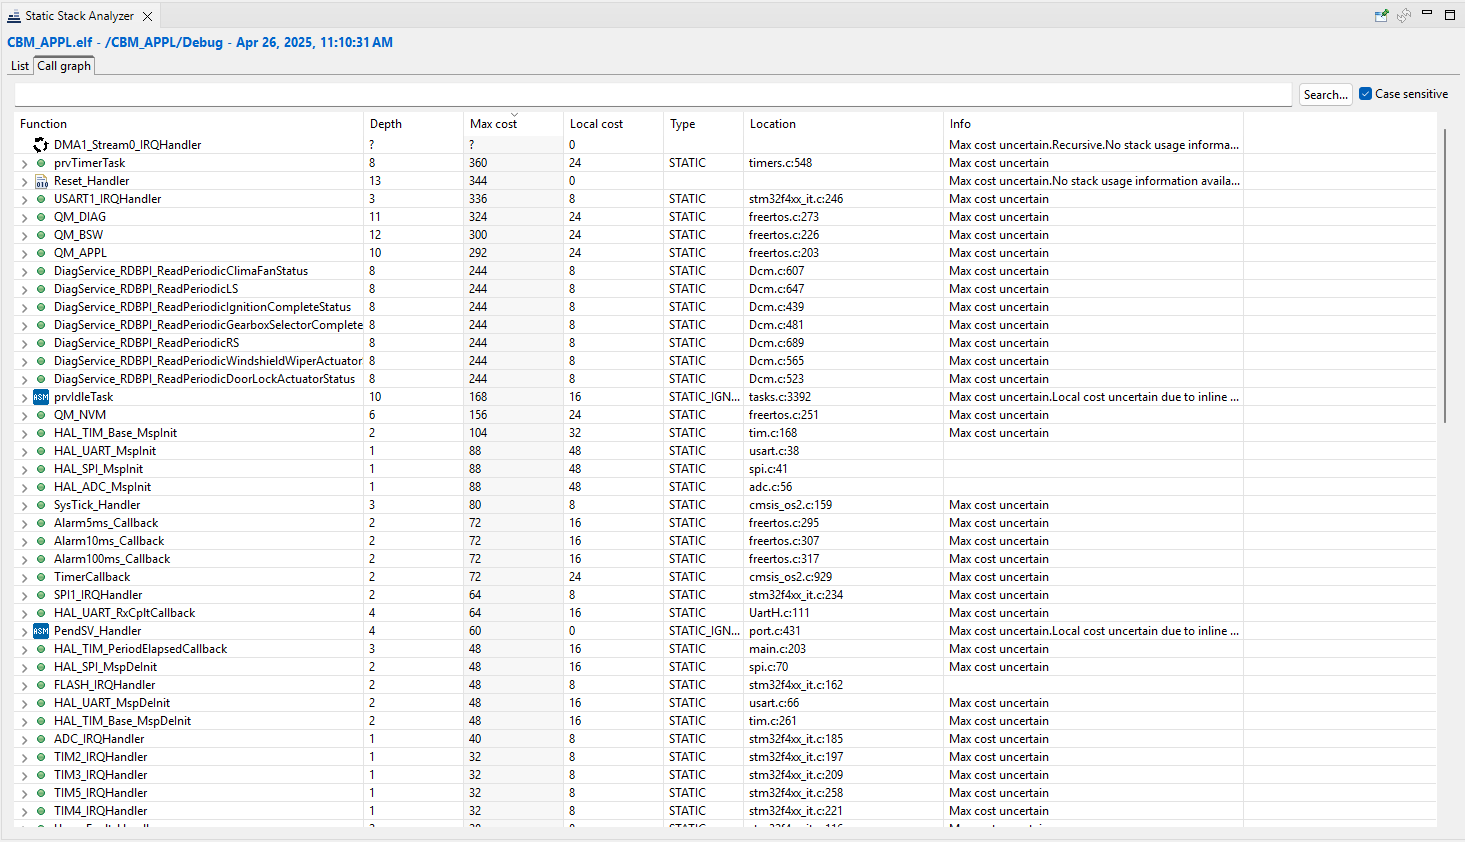 Static Stack Analyzer
CBM_APPL.elf - /CBM_APPL/Debug - Apr 26, 2025, 11:10:31 AM
List Call graph
Search... Case sensitive
Function Depth Max cost Local cost Type Location Info
DMA1_Stream0_IRQHandler ? ? 0 Max cost uncertain.Recursive.No stack usage informa...
prvTimerTask 8 360 24 STATIC timers.c:548 Max cost uncertain
Reset_Handler 13 344 0 Max cost uncertain.No stack usage information availa...
USART1_IRQHandler 3 336 8 STATIC stm32f4xx_it.c:246 Max cost uncertain
QM_DIAG 11 324 24 STATIC freertos.c:273 Max cost uncertain
QM_BSW 12 300 24 STATIC freertos.c:226 Max cost uncertain
QM_APPL 10 292 24 STATIC freertos.c:203 Max cost uncertain
DiagService_RDBPI_ReadPeriodicClimaFanStatus 8 244 8 STATIC Dcm.c:607 Max cost uncertain
DiagService_RDBPI_ReadPeriodicLS 8 244 8 STATIC Dcm.c:647 Max cost uncertain
DiagService_RDBPI_ReadPeriodicIgnitionCompleteStatus 8 244 8 STATIC Dcm.c:439 Max cost uncertain
DiagService_RDBPI_ReadPeriodicGearboxSelectorComplete 8 244 8 STATIC Dcm.c:481 Max cost uncertain
DiagService_RDBPI_ReadPeriodicRS 8 244 8 STATIC Dcm.c:689 Max cost uncertain
DiagService_RDBPI_ReadPeriodicWindshieldWiperActuator 8 244 8 STATIC Dcm.c:565 Max cost uncertain
DiagService_RDBPI_ReadPeriodicDoorLockActuatorStatus 8 244 8 STATIC Dcm.c:523 Max cost uncertain
ASM prvIdleTask 10 168 16 STATIC_IGN... tasks.c:3392 Max cost uncertain.Local cost uncertain due to inline ...
QM_NVM 6 156 24 STATIC freertos.c:251 Max cost uncertain
HAL_TIM_Base_MspInit 2 104 32 STATIC tim.c:168 Max cost uncertain
HAL_UART_MspInit 1 88 48 STATIC usart.c:38
HAL_SPI_MspInit 1 88 48 STATIC spi.c:41
HAL_ADC_MspInit 1 88 48 STATIC adc.c:56
SysTick_Handler 3 80 8 STATIC cmsis_os2.c:159 Max cost uncertain
Alarm5ms_Callback 2 72 16 STATIC freertos.c:295 Max cost uncertain
Alarm10ms_Callback 2 72 16 STATIC freertos.c:307 Max cost uncertain
Alarm100ms_Callback 2 72 16 STATIC freertos.c:317 Max cost uncertain
TimerCallback 2 72 24 STATIC cmsis_os2.c:929 Max cost uncertain
SPI1_IRQHandler 2 64 8 STATIC stm32f4xx_it.c:234 Max cost uncertain
HAL_UART_RxCpltCallback 4 64 16 STATIC UartH.c:111 Max cost uncertain
ASM PendSV_Handler 4 60 0 STATIC_IGN... port.c:431 Max cost uncertain.Local cost uncertain due to inline ...
HAL_TIM_PeriodElapsedCallback 3 48 16 STATIC main.c:203 Max cost uncertain
HAL_SPI_MspDeInit 2 48 16 STATIC spi.c:70 Max cost uncertain
FLASH_IRQHandler 2 48 8 STATIC stm32f4xx_it.c:162
HAL_UART_MspDeInit 2 48 16 STATIC usart.c:66 Max cost uncertain
HAL_TIM_Base_MspDeInit 2 48 16 STATIC tim.c:261 Max cost uncertain
ADC_IRQHandler 1 40 8 STATIC stm32f4xx_it.c:185 Max cost uncertain
TIM2_IRQHandler 1 32 8 STATIC stm32f4xx_it.c:197 Max cost uncertain
TIM3_IRQHandler 1 32 8 STATIC stm32f4xx_it.c:209 Max cost uncertain
TIM5_IRQHandler 1 32 8 STATIC stm32f4xx_it.c:258 Max cost uncertain
TIM4_IRQHandler 1 32 8 STATIC stm32f4xx_it.c:221 Max cost uncertain